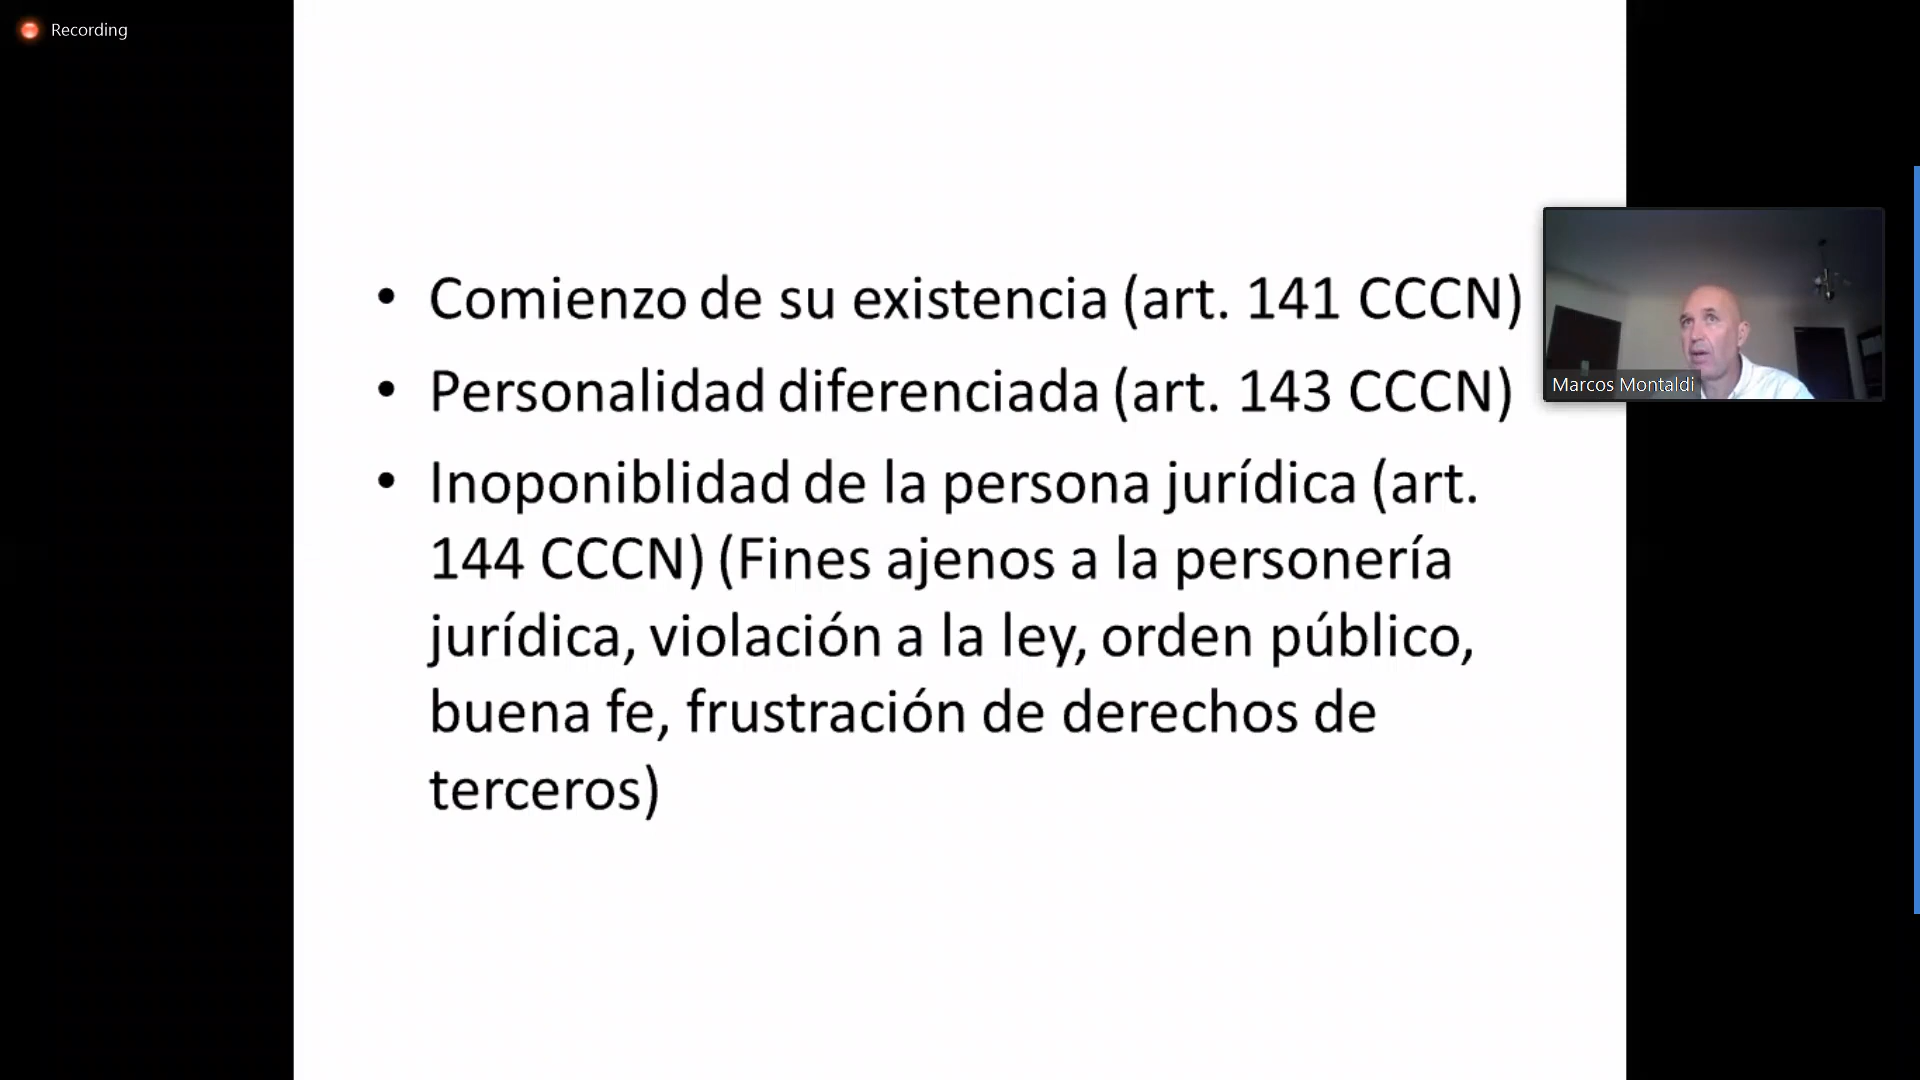 Recording
• Comienzo de su existencia (art. 141 CCCN)
• Personalidad diferenciada (art. 143 CCCN)
• Inoponiblidad de la persona jurídica (art.
144 CCCN) (Fines ajenos a la personería
jurídica, violación a la ley, orden público,
buena fe, frustración de derechos de
terceros)
Marcos Montaldi